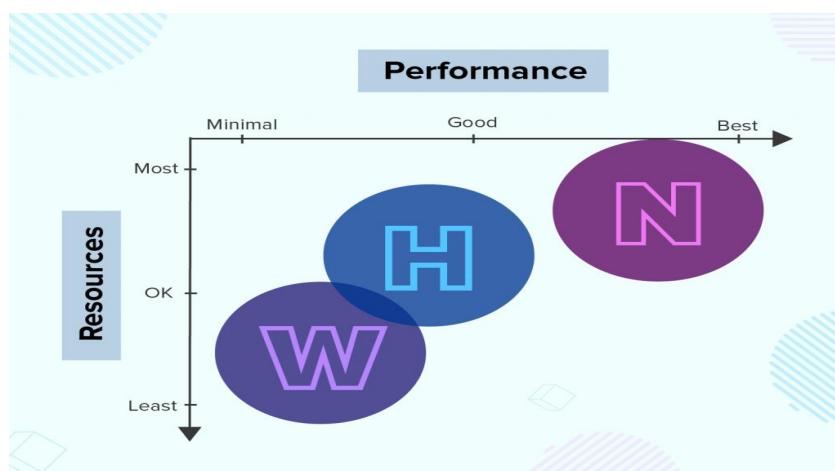 Performance
Minimal
Good
Best
Most
N
H
Resources
OK
W
Least